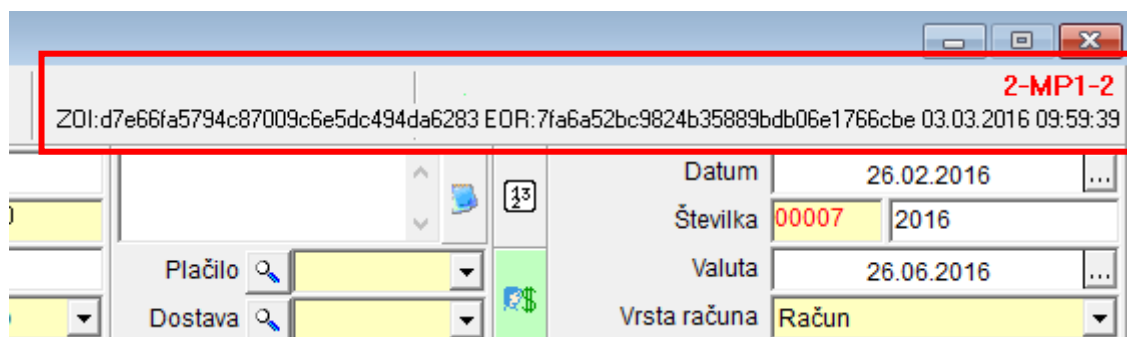 2-MP1-2
ZOI:d7e66fa5794c87009c6e5dc494da6283 EOR:7fa6a52bc9824b35889bdb06e1766cbe 03.03.2016 09:59:39
Datum 26.02.2016 ...
Številka 00007 2016
Plačilo Valuta 26.06.2016 ...
Dostava Vrsta računa Račun